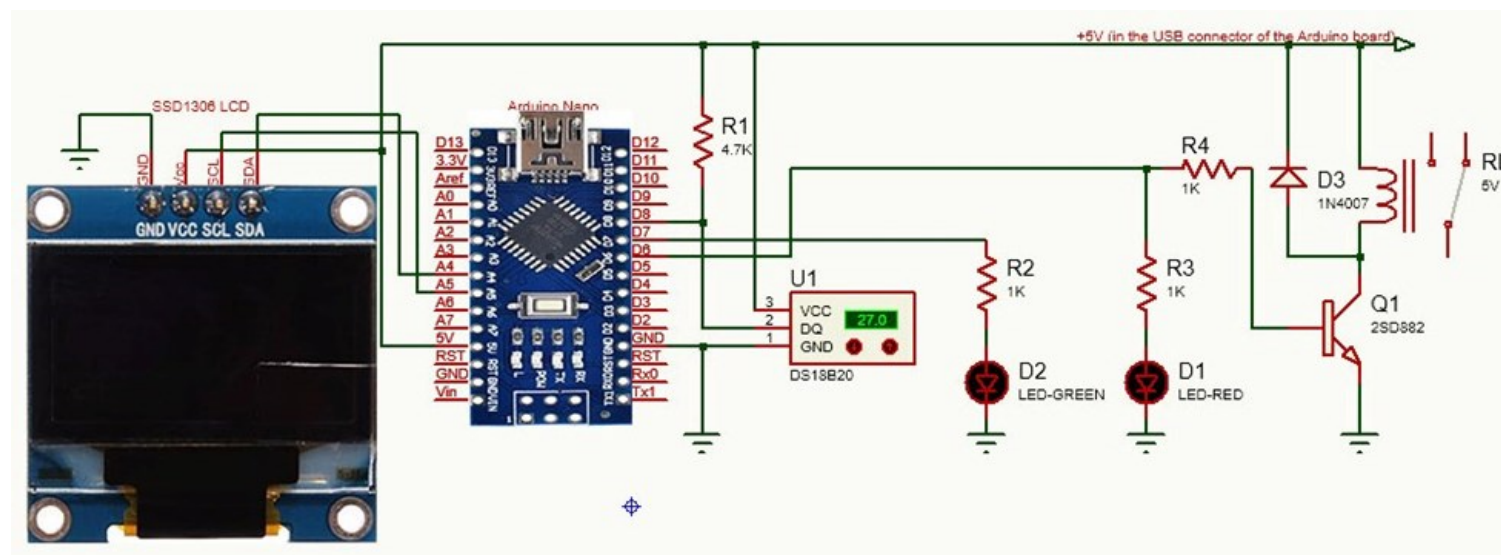 +5V (in the USB connector of the Arduino board)
SSD1306 LCD
GND
Vcc
SCL
SDA
GND VCC SCL SDA
Arduino Nano
D13
3.3V
Aref
A0
A1
A2
A3
A4
A5
A6
A7
5V
RST
GND
Vin
D12
D11
D10
D9
D8
D7
D6
D5
D4
D3
D2
GND
RST
Rx0
Tx1
R1
4.7K
U1
3 VCC
2 DQ
1 GND
27.0
DS18B20
R2
1K
D2
LED-GREEN
R3
1K
D1
LED-RED
R4
1K
D3
1N4007
5V
Q1
2SD882